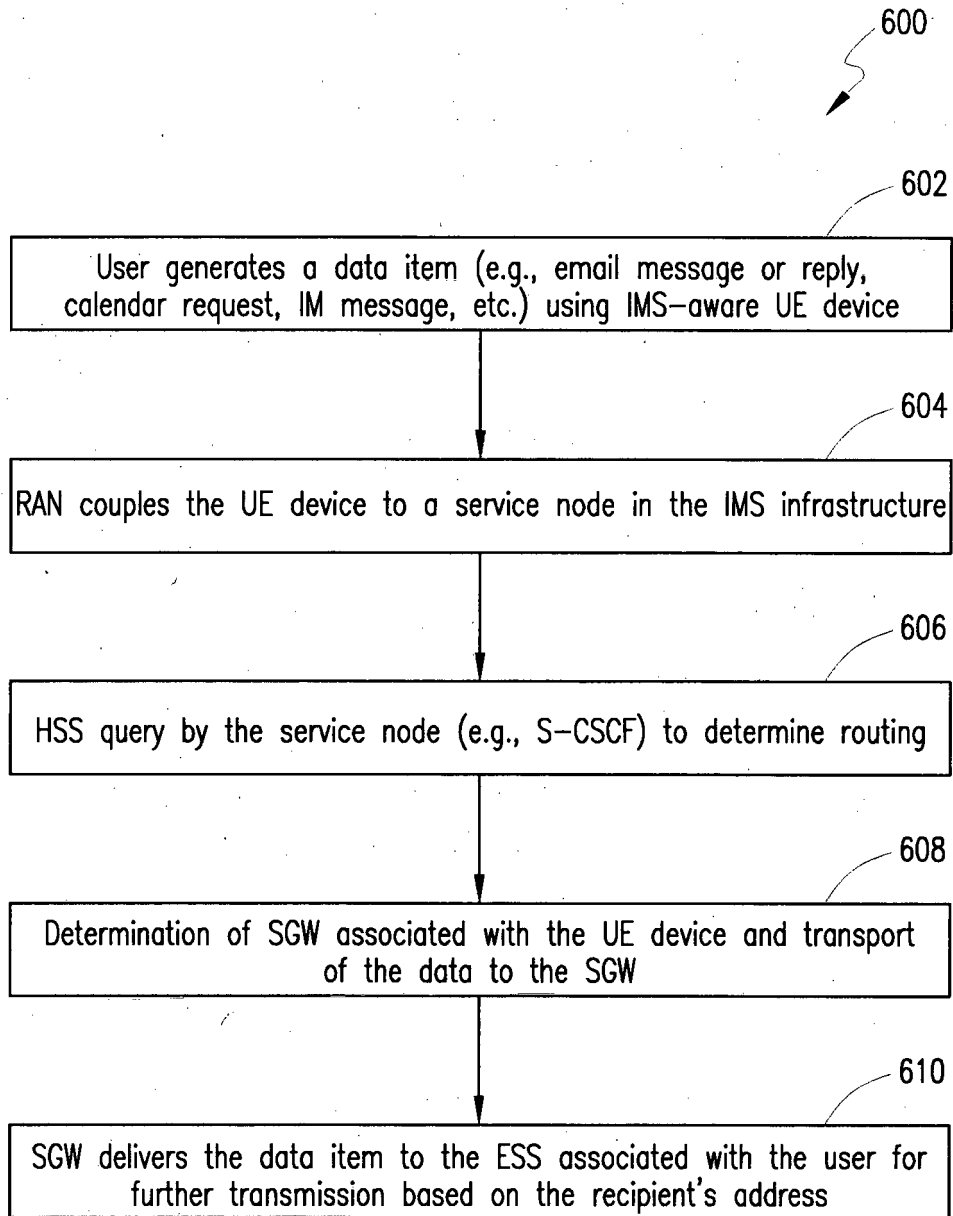 600
602
User generates a data item (e.g., email message or reply,
calendar request, IM message, etc.) using IMS-aware UE device
604
RAN couples the UE device to a service node in the IMS infrastructure
606
HSS query by the service node (e.g., S-CSCF) to determine routing
608
Determination of SGW associated with the UE device and transport
of the data to the SGW
610
SGW delivers the data item to the ESS associated with the user for
further transmission based on the recipient's address